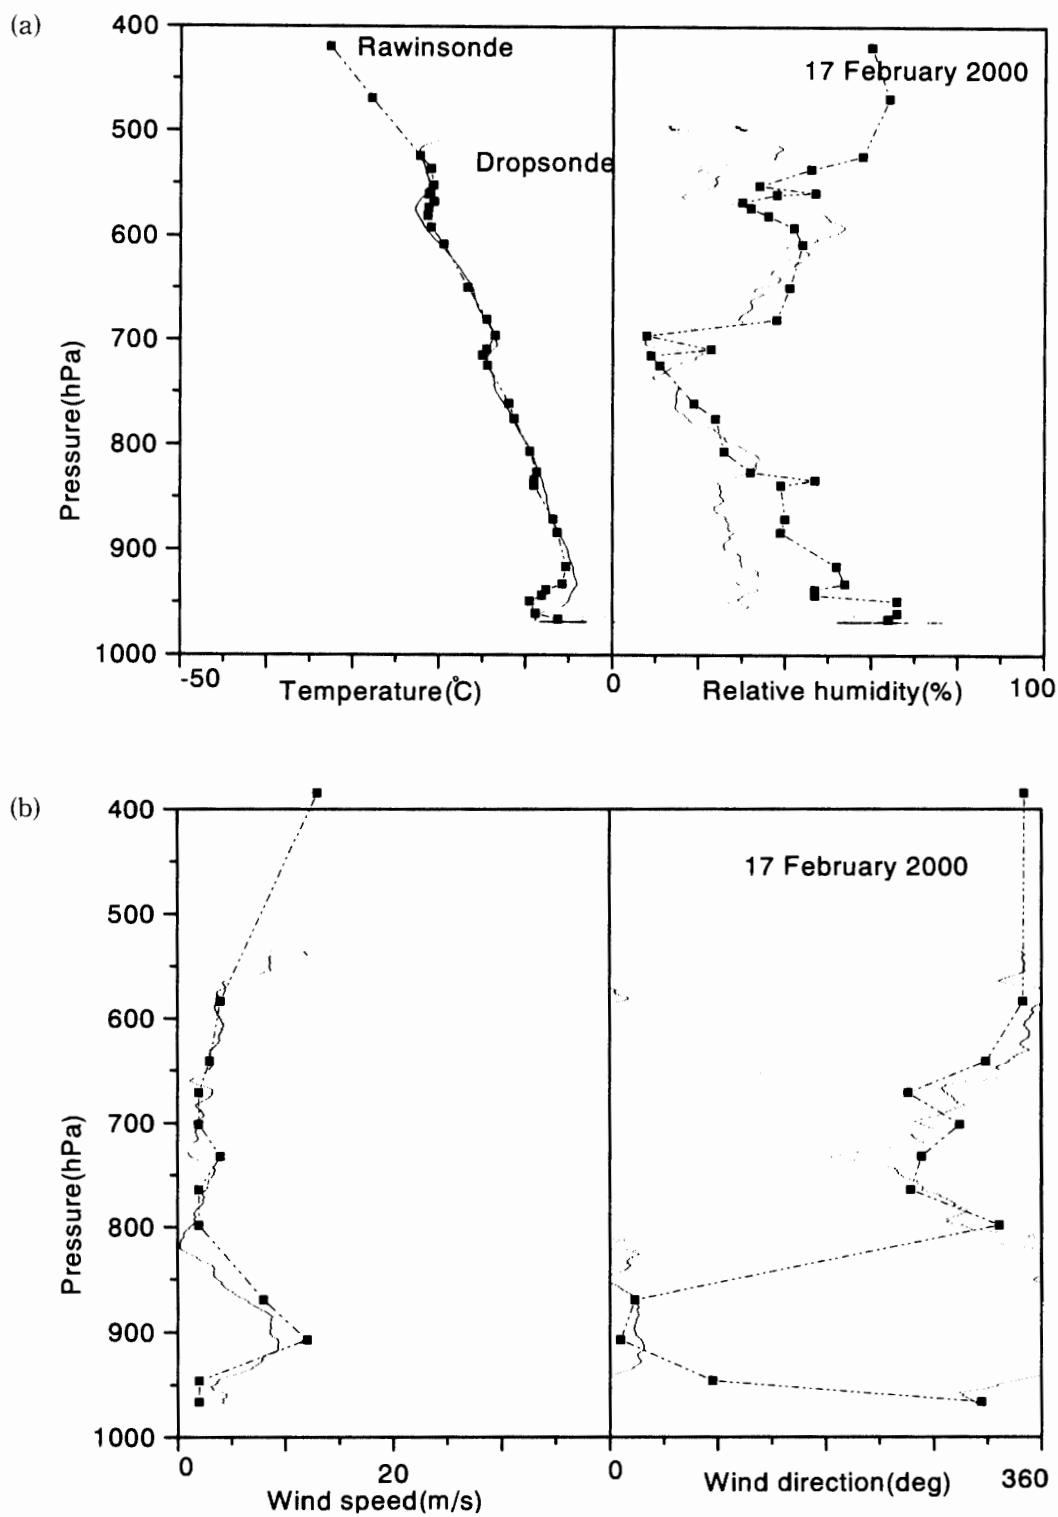 (a)
400
500
600
700
800
900
1000
Pressure(hPa)
Rawinsonde
Dropsonde
17 February 2000
-50
Temperature(°C)
0
Relative humidity(%)
100
(b)
400
500
600
700
800
900
1000
Pressure(hPa)
17 February 2000
0
20
Wind speed(m/s)
0
Wind direction(deg)
360